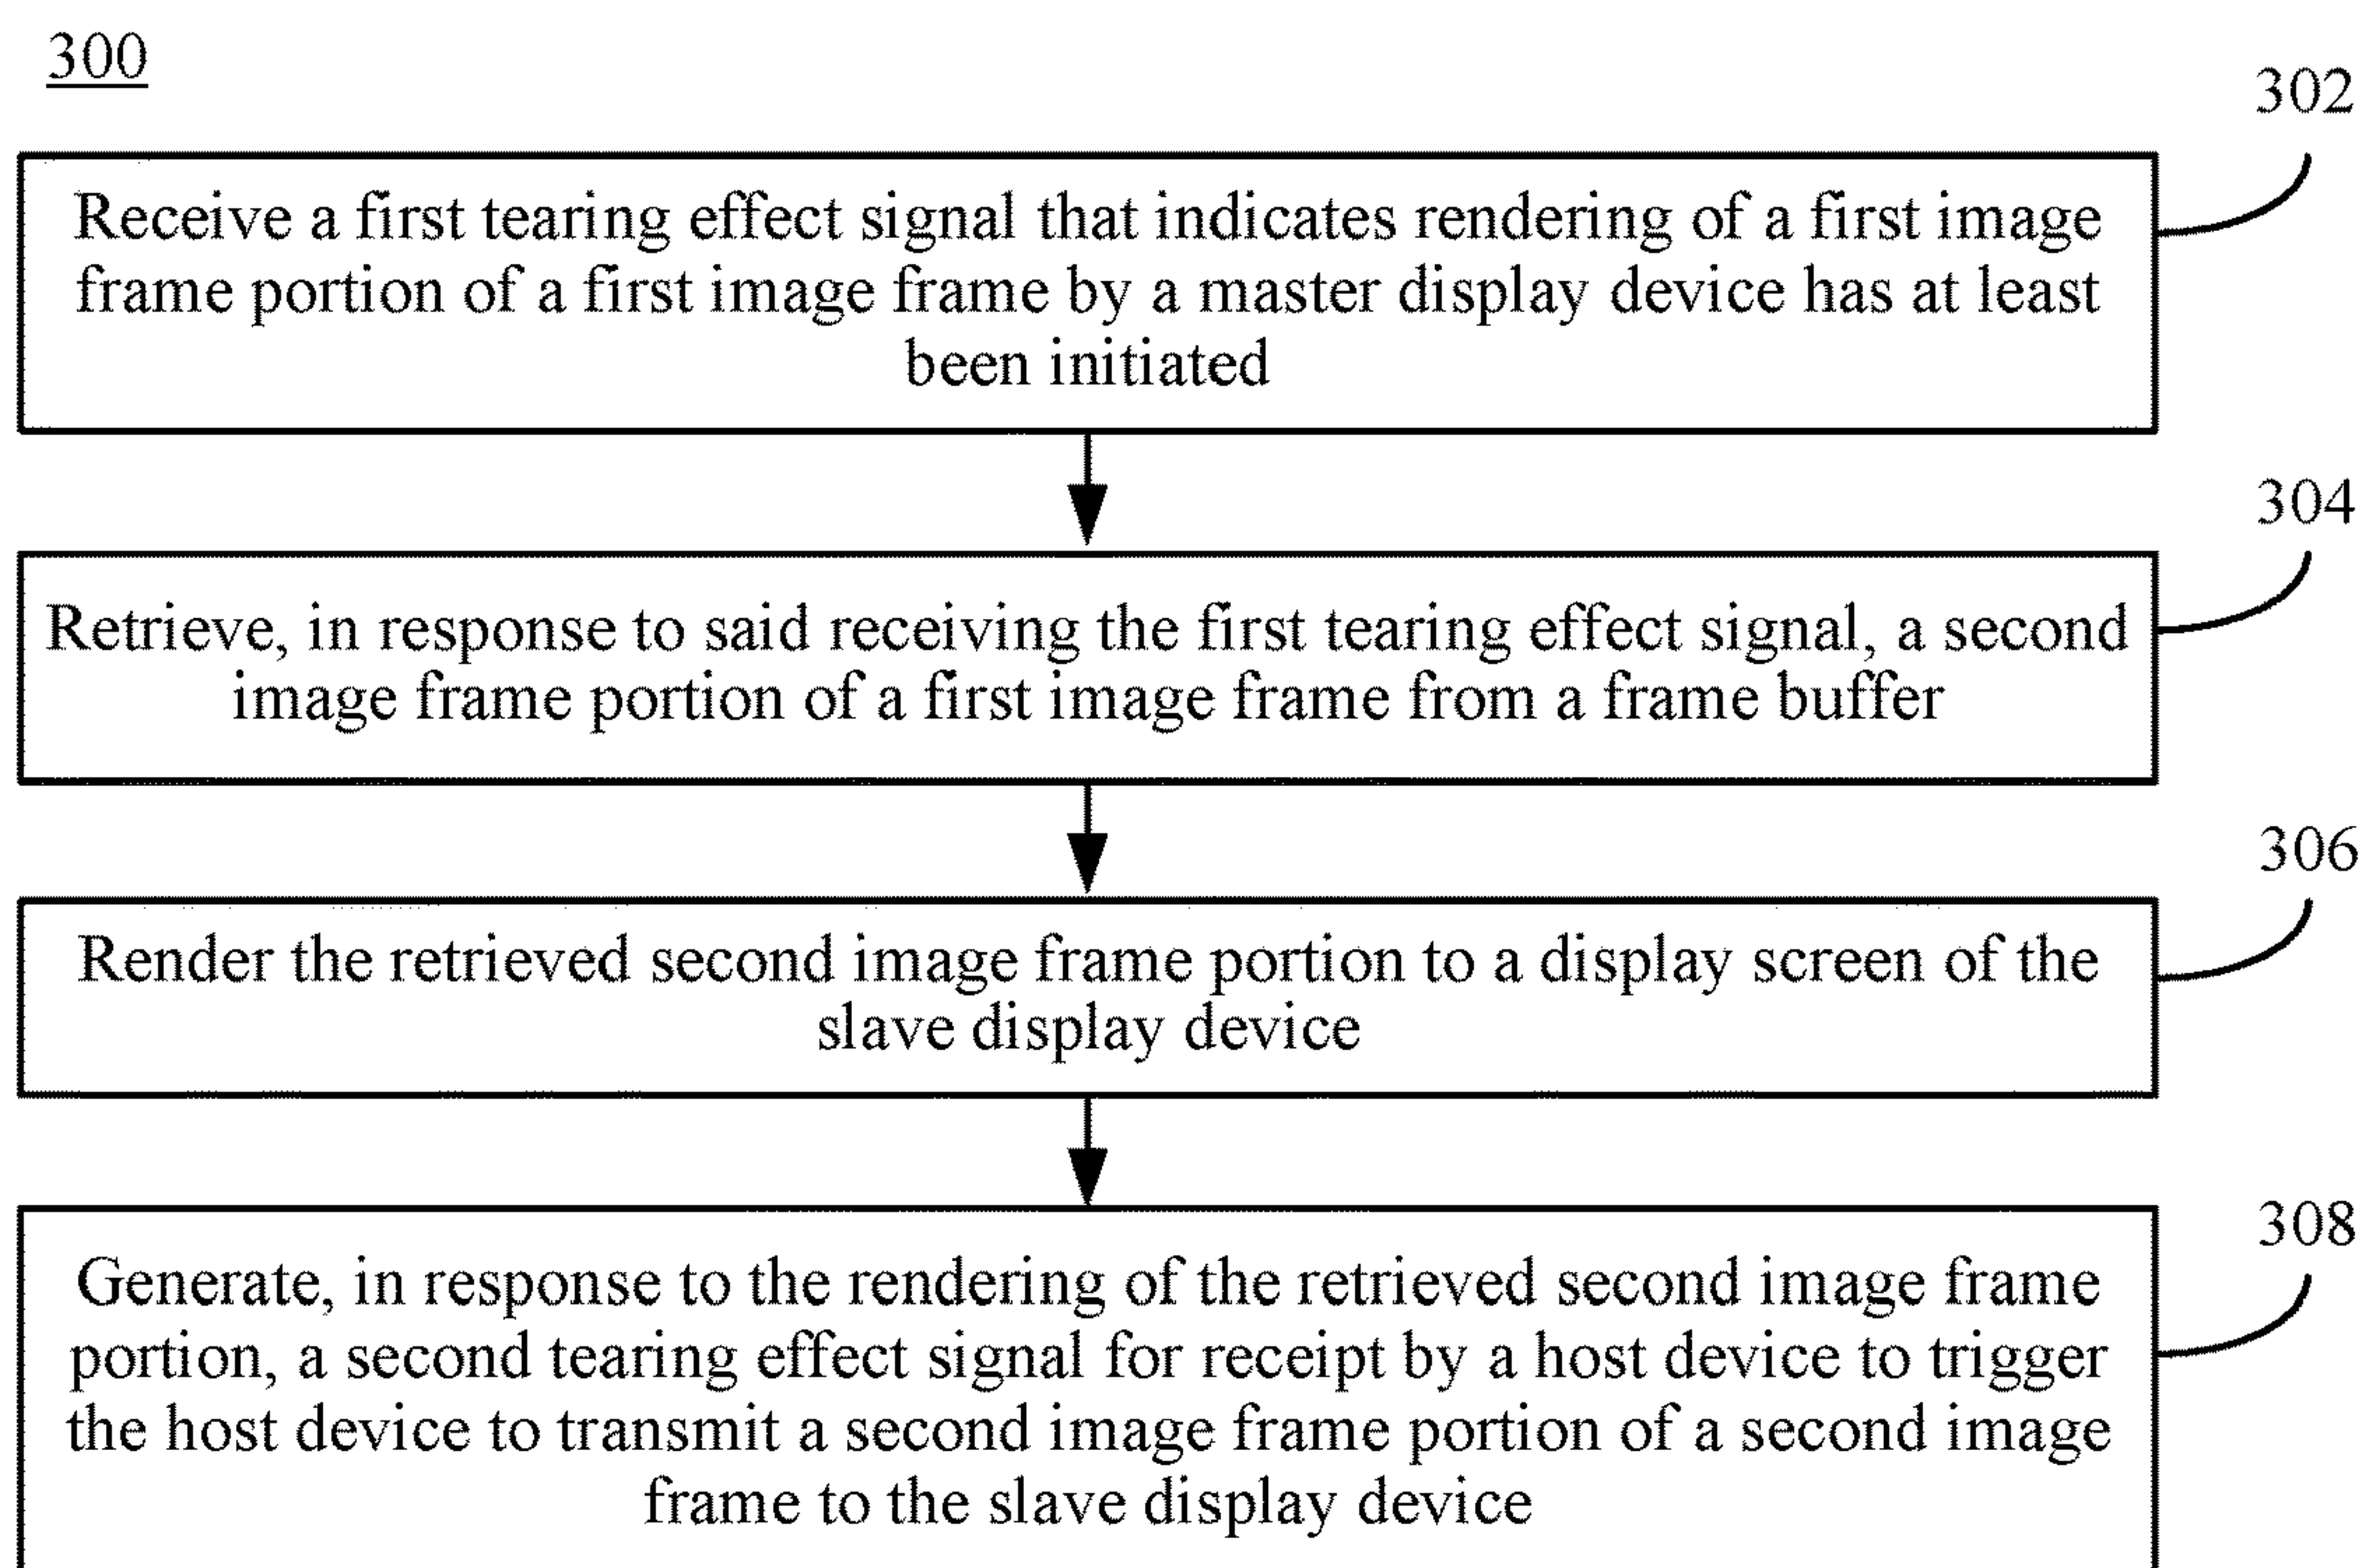 300
302
Receive a first tearing effect signal that indicates rendering of a first image
frame portion of a first image frame by a master display device has at least
been initiated
304
Retrieve, in response to said receiving the first tearing effect signal, a second
image frame portion of a first image frame from a frame buffer
306
Render the retrieved second image frame portion to a display screen of the
slave display device
308
Generate, in response to the rendering of the retrieved second image frame
portion, a second tearing effect signal for receipt by a host device to trigger
the host device to transmit a second image frame portion of a second image
frame to the slave display device